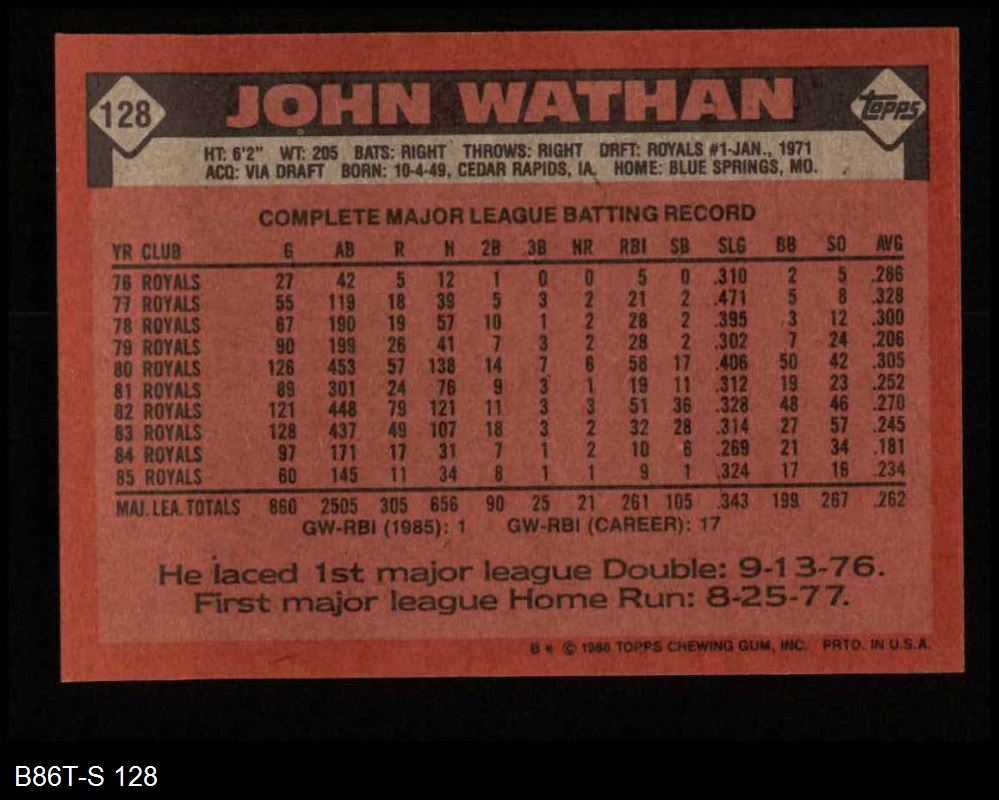 128 JOHN WATHAN topps
HT: 6'2" WT: 205 BATS: RIGHT THROWS: RIGHT DRFT: ROYALS #1-JAN., 1971
ACQ: VIA DRAFT BORN: 10-4-49, CEDAR RAPIDS, IA. HOME: BLUE SPRINGS, MO.
COMPLETE MAJOR LEAGUE BATTING RECORD
YR CLUB G AB R H 2B 3B HR RBI SB SLG BB SO AVG
76 ROYALS 27 42 5 12 1 0 0 5 0 .310 2 5 .286
77 ROYALS 55 119 18 39 5 3 2 21 2 .471 5 8 .328
78 ROYALS 67 190 19 57 10 1 2 28 2 .395 3 12 .300
79 ROYALS 90 199 26 41 7 3 2 28 2 .302 7 24 .206
80 ROYALS 126 453 57 138 14 7 6 58 17 .406 50 42 .305
81 ROYALS 89 301 24 76 9 3 1 19 11 .312 19 23 .252
82 ROYALS 121 448 79 121 11 3 3 51 36 .328 48 46 .270
83 ROYALS 128 437 49 107 18 3 2 32 28 .314 27 57 .245
84 ROYALS 97 171 17 31 7 1 2 10 6 .269 21 34 .181
85 ROYALS 60 145 11 34 8 1 1 9 1 .324 17 16 .234
MAJ. LEA. TOTALS 860 2505 305 656 90 25 21 261 105 .343 199 267 .262
GW-RBI (1985): 1 GW-RBI (CAREER): 17
He laced 1st major league Double: 9-13-76.
First major league Home Run: 8-25-77.
B * © 1986 TOPPS CHEWING GUM, INC. PRTD. IN U.S.A.
B86T-S 128